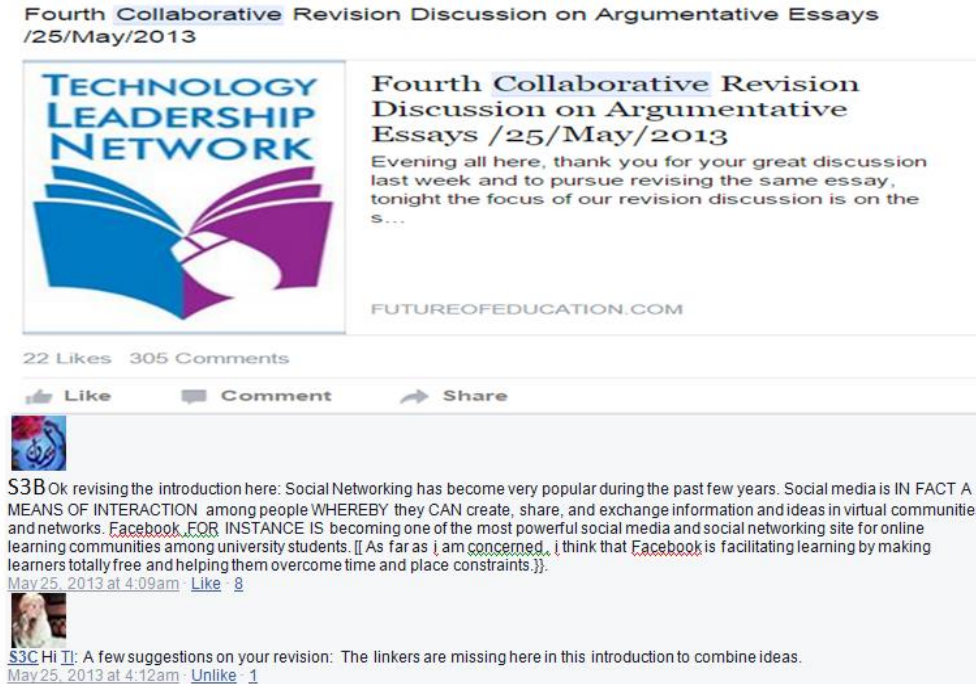 Fourth Collaborative Revision Discussion on Argumentative Essays
/25/May/2013
TECHNOLOGY
LEADERSHIP
NETWORK
Fourth Collaborative Revision
Discussion on Argumentative
Essays /25/May/2013
Evening all here, thank you for your great discussion
last week and to pursue revising the same essay,
tonight the focus of our revision discussion is on the
s...
FUTUREOFEDUCATION.COM
22 Likes 305 Comments
Like Comment Share
S3B Ok revising the introduction here: Social Networking has become very popular during the past few years. Social media is IN FACT A
MEANS OF INTERACTION among people WHEREBY they CAN create, share, and exchange information and ideas in virtual communitie
and networks. Facebook ,FOR INSTANCE IS becoming one of the most powerful social media and social networking site for online
learning communities among university students. [[ As far as i am concerned , i think that Facebook is facilitating learning by making
learners totally free and helping them overcome time and place constraints.}}.
May 25, 2013 at 4:09am · Like · 8
S3C Hi TI: A few suggestions on your revision: The linkers are missing here in this introduction to combine ideas.
May 25, 2013 at 4:12am · Unlike · 1